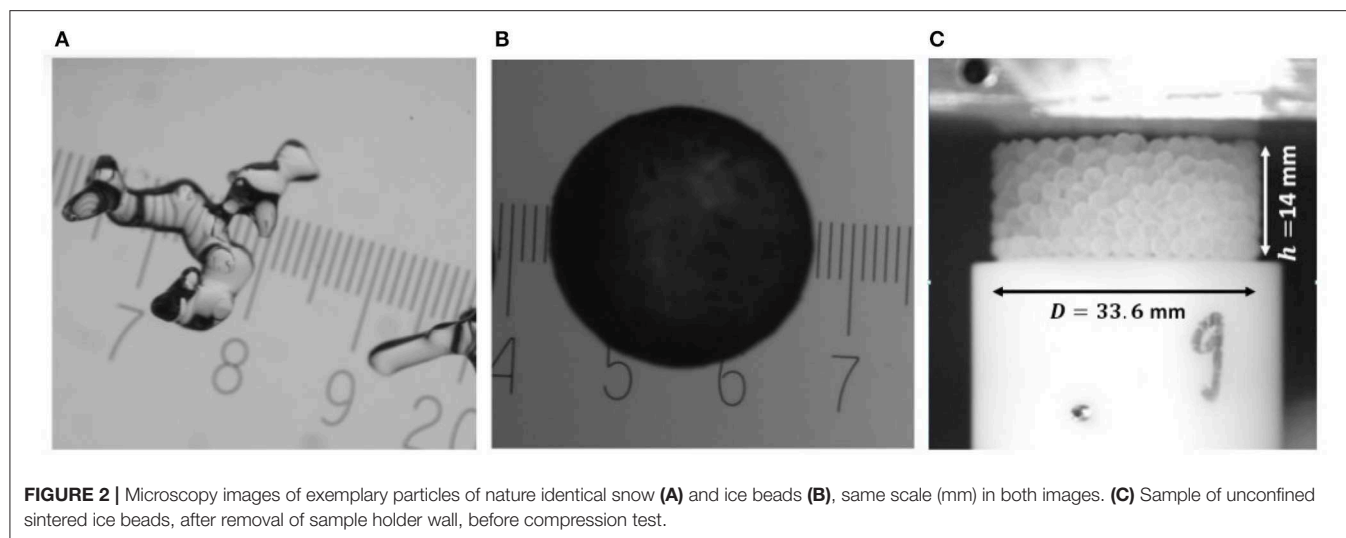 A
B
C
7 8 9 20
4 5 6 7
h = 14 mm
D = 33.6 mm
9
FIGURE 2 | Microscopy images of exemplary particles of nature identical snow (A) and ice beads (B), same scale (mm) in both images. (C) Sample of unconfined
sintered ice beads, after removal of sample holder wall, before compression test.